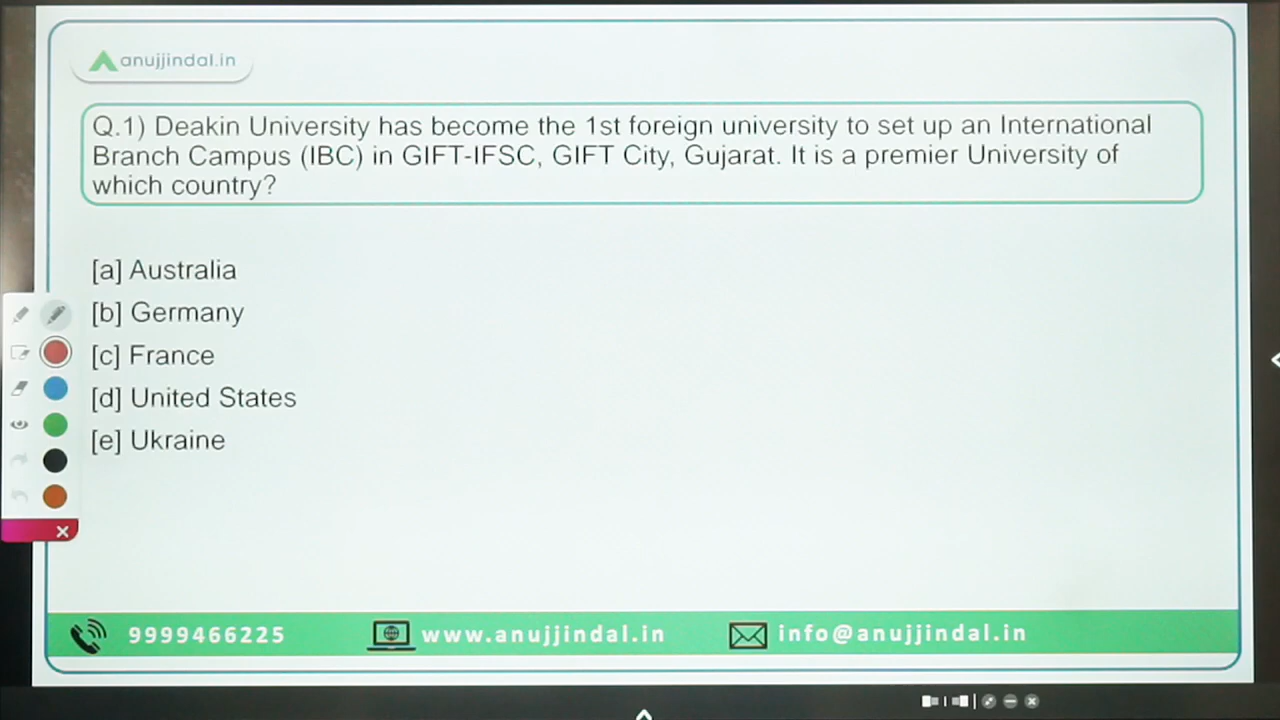 anujjindal.in
Q.1) Deakin University has become the 1st foreign university to set up an International
Branch Campus (IBC) in GIFT-IFSC, GIFT City, Gujarat. It is a premier University of
which country?
[a] Australia
[b] Germany
[c] France
[d] United States
[e] Ukraine
9999466225 www.anujjindal.in info@anujjindal.in